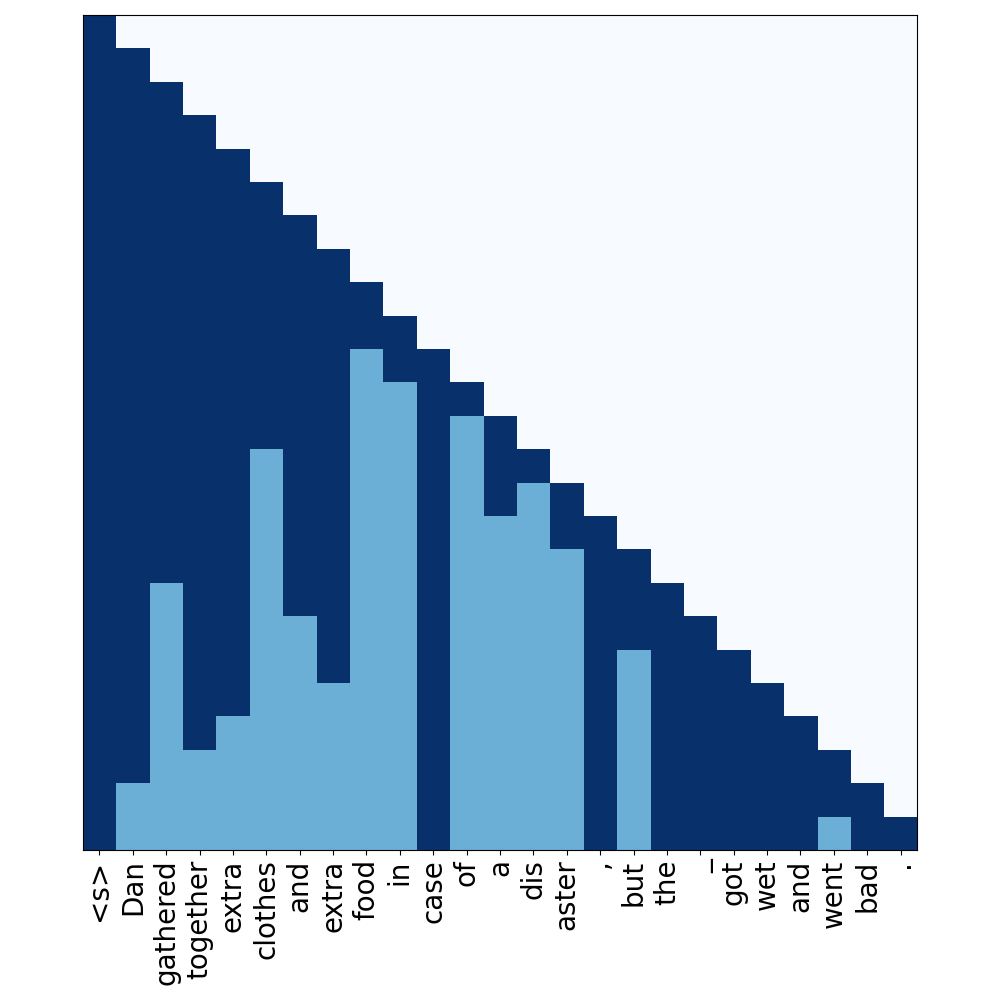 <s>
Dan
gathered
together
extra
clothes
and
extra
food
in
case
of
a
dis
aster
,
but
the
_
got
wet
and
went
bad
.